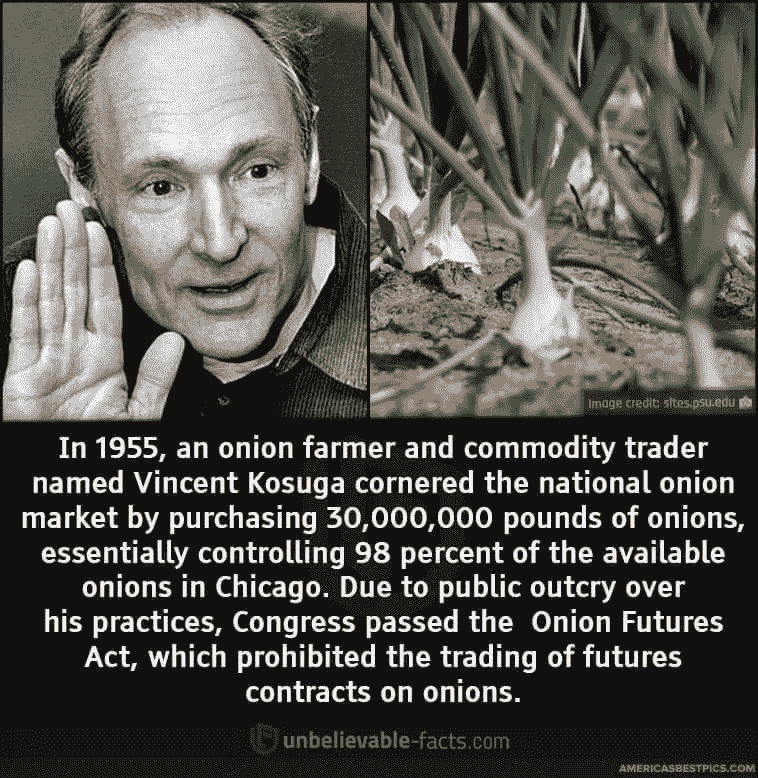 Image credit: sites.psu.edu
In 1955, an onion farmer and commodity trader
named Vincent Kosuga cornered the national onion
market by purchasing 30,000,000 pounds of onions,
essentially controlling 98 percent of the available
onions in Chicago. Due to public outcry over
his practices, Congress passed the  Onion Futures
Act, which prohibited the trading of futures
contracts on onions.
unbelievable-facts.com
AMERICASBESTPICS.COM